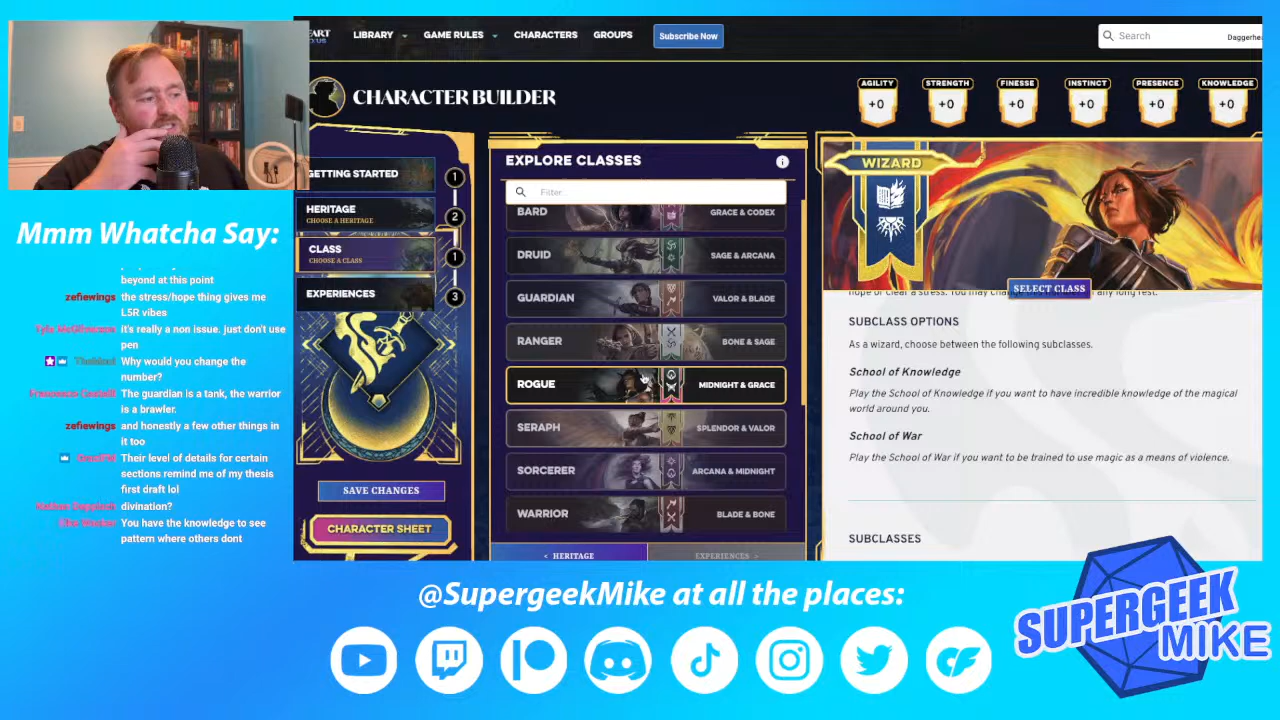 LIBRARY
GAME RULES
CHARACTERS
GROUPS
Subscribe Now
Search
CHARACTER BUILDER
AGILITY
+0
STRENGTH
+0
FINESSE
+0
INSTINCT
+0
PRESENCE
+0
KNOWLEDGE
+0
GETTING STARTED
1
HERITAGE
CHOOSE A HERITAGE
2
CLASS
CHOOSE A CLASS
1
EXPERIENCES
3
SAVE CHANGES
CHARACTER SHEET
EXPLORE CLASSES
Filter...
BARD GRACE & CODEX
DRUID SAGE & ARCANA
GUARDIAN VALOR & BLADE
RANGER BONE & SAGE
ROGUE MIDNIGHT & GRACE
SERAPH SPLENDOR & VALOR
SORCERER ARCANA & MIDNIGHT
WARRIOR BLADE & BONE
< HERITAGE
EXPERIENCES >
WIZARD
SELECT CLASS
SUBCLASS OPTIONS
As a wizard, choose between the following subclasses.
School of Knowledge
Play the School of Knowledge if you want to have incredible knowledge of the magical
world around you.
School of War
Play the School of War if you want to be trained to use magic as a means of violence.
SUBCLASSES
Mmm Whatcha Say:
beyond at this point
zefiewings the stress/hope thing gives me
L5R vibes
it's really a non issue. just don't use
pen
Why would you change the
number?
The guardian is a tank, the warrior
is a brawler.
zefiewings and honestly a few other things in
it too
Their level of details for certain
sections remind me of my thesis
first draft lol
divination?
You have the knowledge to see
pattern where others dont
@SupergeekMike at all the places:
SUPERGEEK
MIKE